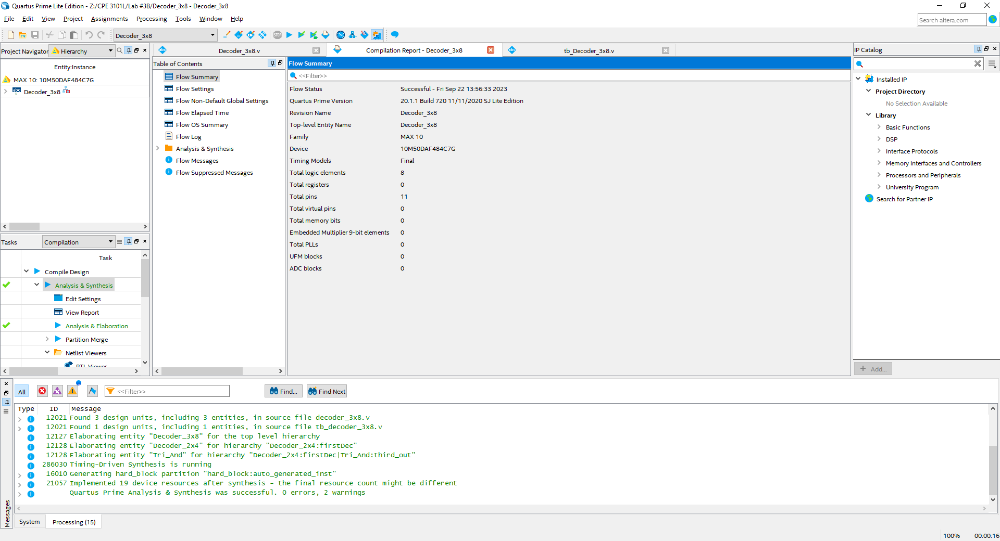 Quartus Prime Lite Edition - Z:/CPE 3101L/Lab #3B/Decoder_3x8 - Decoder_3x8
File Edit View Project Assignments Processing Tools Window Help
Search altera.com
Decoder_3x8
STOP
Project Navigator Hierarchy
Entity:Instance
MAX 10: 10M50DAF484C7G
abc Decoder_3x8
Tasks Compilation
Task
Compile Design
Analysis & Synthesis
Edit Settings
View Report
Analysis & Elaboration
Partition Merge
Netlist Viewers
RTL Viewer
abc Decoder_3x8.v
Compilation Report - Decoder_3x8
abc tb_Decoder_3x8.v
Table of Contents
Flow Summary
Flow Settings
Flow Non-Default Global Settings
Flow Elapsed Time
Flow OS Summary
Flow Log
Analysis & Synthesis
Flow Messages
Flow Suppressed Messages
Flow Summary
<<Filter>>
Flow Status Successful - Fri Sep 22 13:56:33 2023
Quartus Prime Version 20.1.1 Build 720 11/11/2020 SJ Lite Edition
Revision Name Decoder_3x8
Top-level Entity Name Decoder_3x8
Family MAX 10
Device 10M50DAF484C7G
Timing Models Final
Total logic elements 8
Total registers 0
Total pins 11
Total virtual pins 0
Total memory bits 0
Embedded Multiplier 9-bit elements 0
Total PLLs 0
UFM blocks 0
ADC blocks 0
IP Catalog
Installed IP
Project Directory
No Selection Available
Library
Basic Functions
DSP
Interface Protocols
Memory Interfaces and Controllers
Processors and Peripherals
University Program
Search for Partner IP
+ Add...
All <<Filter>> Find... Find Next
Type ID Message
12021 Found 3 design units, including 3 entities, in source file decoder_3x8.v
12021 Found 1 design units, including 1 entities, in source file tb_decoder_3x8.v
12127 Elaborating entity "Decoder_3x8" for the top level hierarchy
12128 Elaborating entity "Decoder_2x4" for hierarchy "Decoder_2x4:firstDec"
12128 Elaborating entity "Tri_And" for hierarchy "Decoder_2x4:firstDec|Tri_And:third_out"
286030 Timing-Driven Synthesis is running
16010 Generating hard_block partition "hard_block:auto_generated_inst"
21057 Implemented 19 device resources after synthesis - the final resource count might be different
Quartus Prime Analysis & Synthesis was successful. 0 errors, 2 warnings
Messages
System Processing (15)
100% 00:00:16